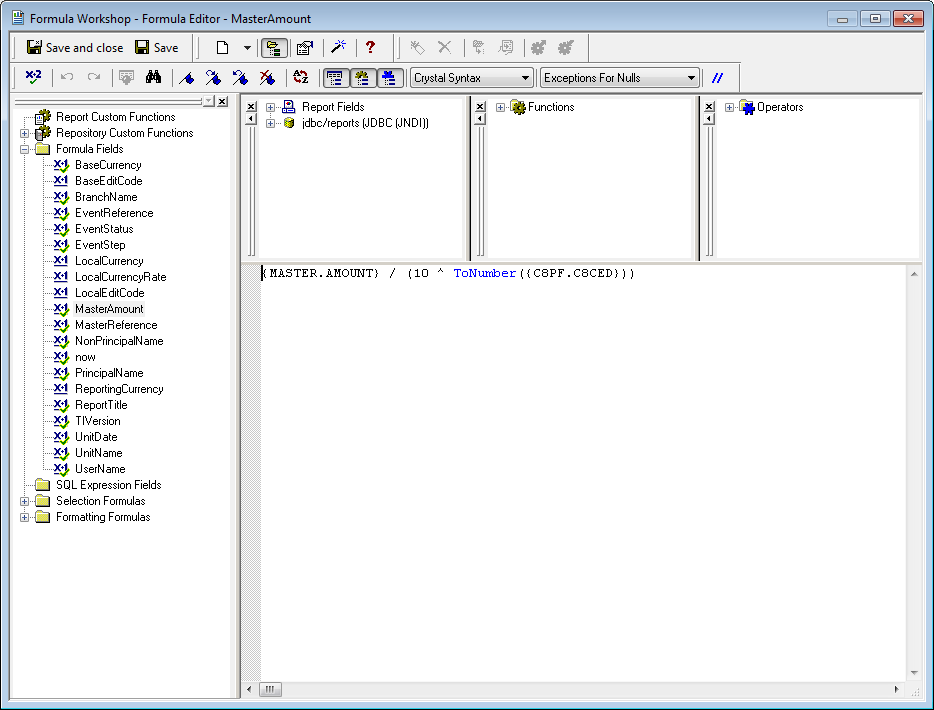 Formula Workshop - Formula Editor - MasterAmount
Save and close Save
Crystal Syntax Exceptions For Nulls //
Report Custom Functions
Repository Custom Functions
Formula Fields
BaseCurrency
BaseEditCode
BranchName
EventReference
EventStatus
EventStep
LocalCurrency
LocalCurrencyRate
LocalEditCode
MasterAmount
MasterReference
NonPrincipalName
now
PrincipalName
ReportingCurrency
ReportTitle
TIVersion
UnitDate
UnitName
UserName
SQL Expression Fields
Selection Formulas
Formatting Formulas
Report Fields
jdbc/reports (JDBC (JNDI))
Functions
Operators
{MASTER.AMOUNT} / (10 ^ ToNumber({C8PF.C8CED}))